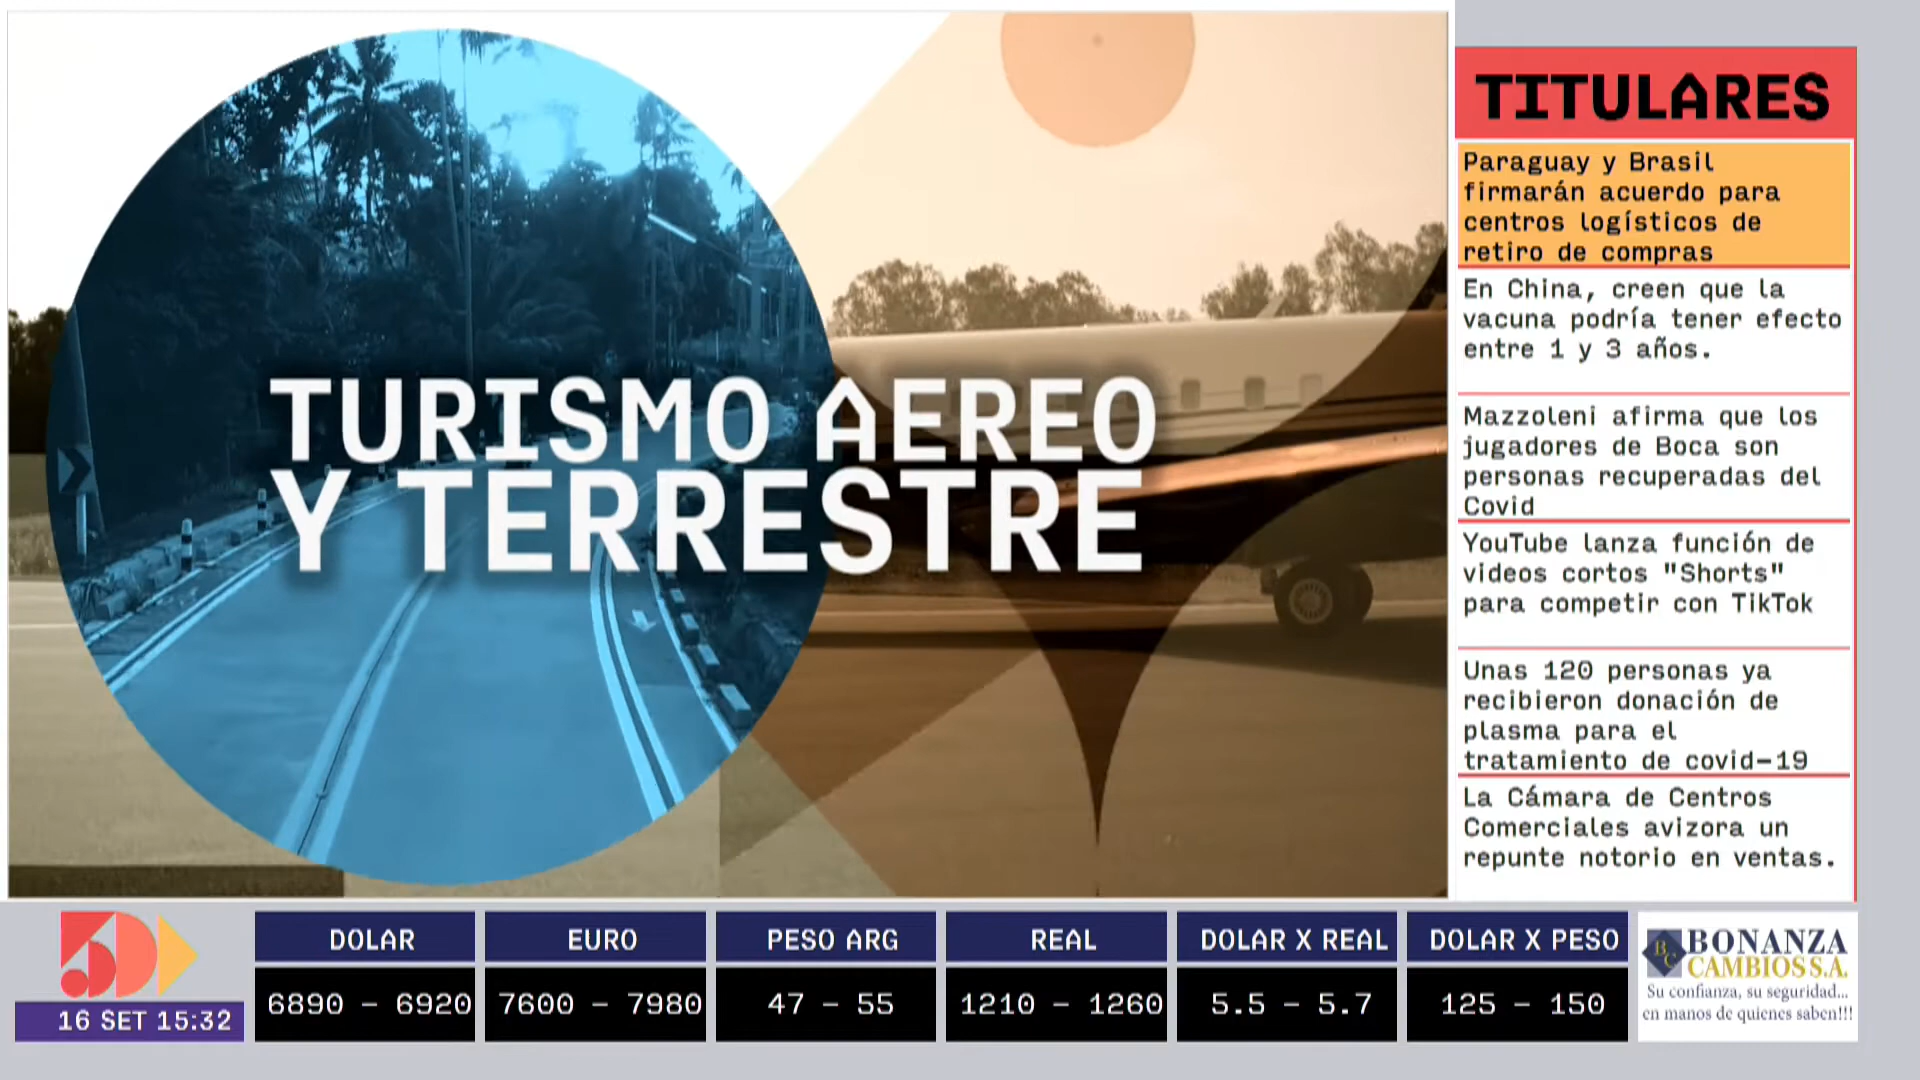 TURISMO AEREO
Y TERRESTRE
TITULARES
Paraguay y Brasil
firmarán acuerdo para
centros logísticos de
retiro de compras
En China, creen que la
vacuna podría tener efecto
entre 1 y 3 años.
Mazzoleni afirma que los
jugadores de Boca son
personas recuperadas del
Covid
YouTube lanza función de
videos cortos "Shorts"
para competir con TikTok
Unas 120 personas ya
recibieron donación de
plasma para el
tratamiento de covid-19
La Cámara de Centros
Comerciales avizora un
repunte notorio en ventas.
5D
16 SET 15:32
DOLAR
6890 - 6920
EURO
7600 - 7980
PESO ARG
47 - 55
REAL
1210 - 1260
DOLAR X REAL
5.5 - 5.7
DOLAR X PESO
125 - 150
BC
BONANZA
CAMBIOS S.A.
Su confianza, su seguridad...
en manos de quienes saben!!!